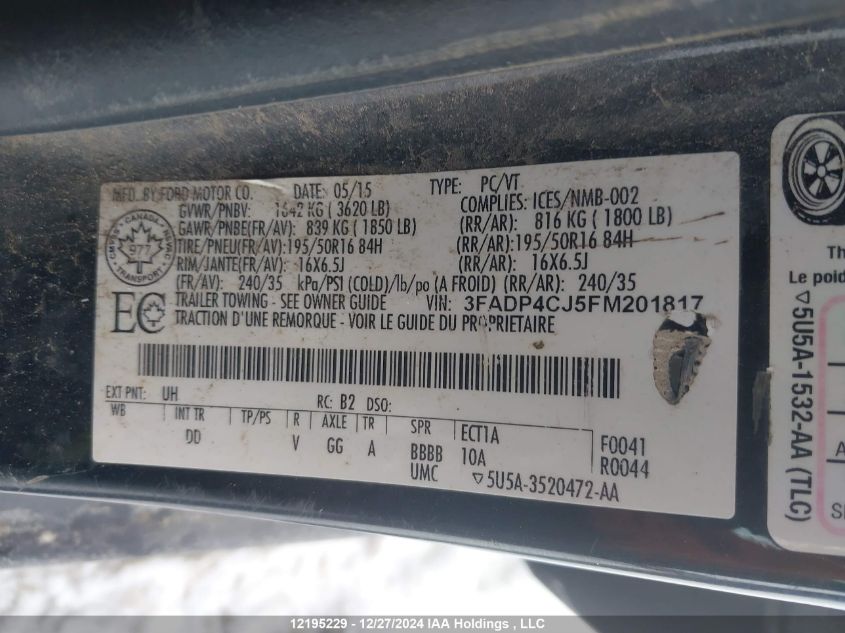 MFD. BY FORD MOTOR CO. DATE: 05/15 TYPE: PC/VT
GVWR/PNBV: 1642 KG ( 3620 LB) COMPLIES: ICES/NMB-002
GAWR/PNBE(FR/AV): 839 KG ( 1850 LB) (RR/AR): 816 KG ( 1800 LB)
TIRE/PNEU(FR/AV):195/50R16 84H (RR/AR):195/50R16 84H
RIM/JANTE(FR/AV): 16X6.5J (RR/AR): 16X6.5J
(FR/AV): 240/35 kPa/PSI (COLD)/lb/po (A FROID) (RR/AR): 240/35
TRAILER TOWING - SEE OWNER GUIDE VIN: 3FADP4CJ5FM201817
TRACTION D'UNE REMORQUE - VOIR LE GUIDE DU PROPRIETAIRE
CANADA
977
TRANSPORT
EC
EXT PNT: UH RC: B2 DSO:
WB INT TR TP/PS R AXLE TR SPR ECT1A
DD V GG A BBBB 10A F0041
UMC 5U5A-3520472-AA R0044
TI
PN
Le poid
5U5A-1532-AA (TLC)
12195229 - 12/27/2024 IAA Holdings , LLC